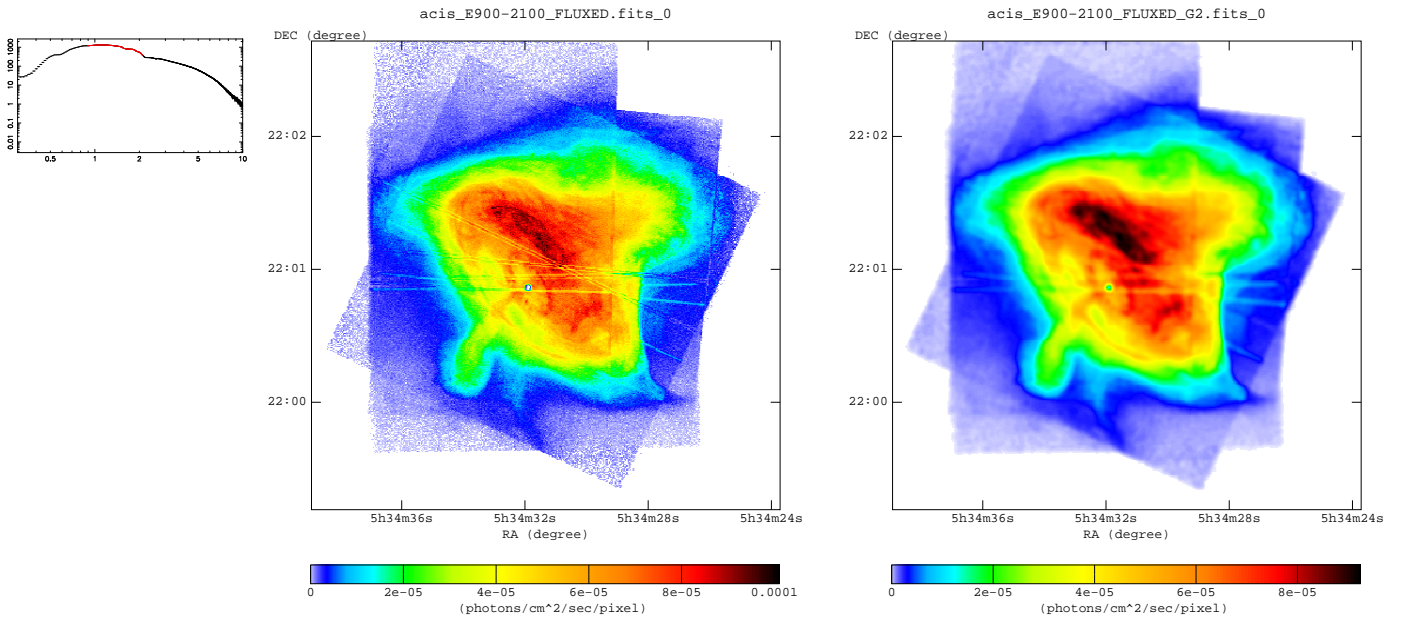 acis_E900-2100_FLUXED.fits_0
acis_E900-2100_FLUXED_G2.fits_0
DEC (degree)
DEC (degree)
1000
100
10
1
0.1
0.01
0.5
1
2
5
10
22:02
22:01
22:00
22:02
22:01
22:00
5h34m36s
5h34m32s
5h34m28s
5h34m24s
RA (degree)
5h34m36s
5h34m32s
5h34m28s
5h34m24s
RA (degree)
0
2e-05
4e-05
6e-05
8e-05
0.0001
(photons/cm^2/sec/pixel)
0
2e-05
4e-05
6e-05
8e-05
(photons/cm^2/sec/pixel)